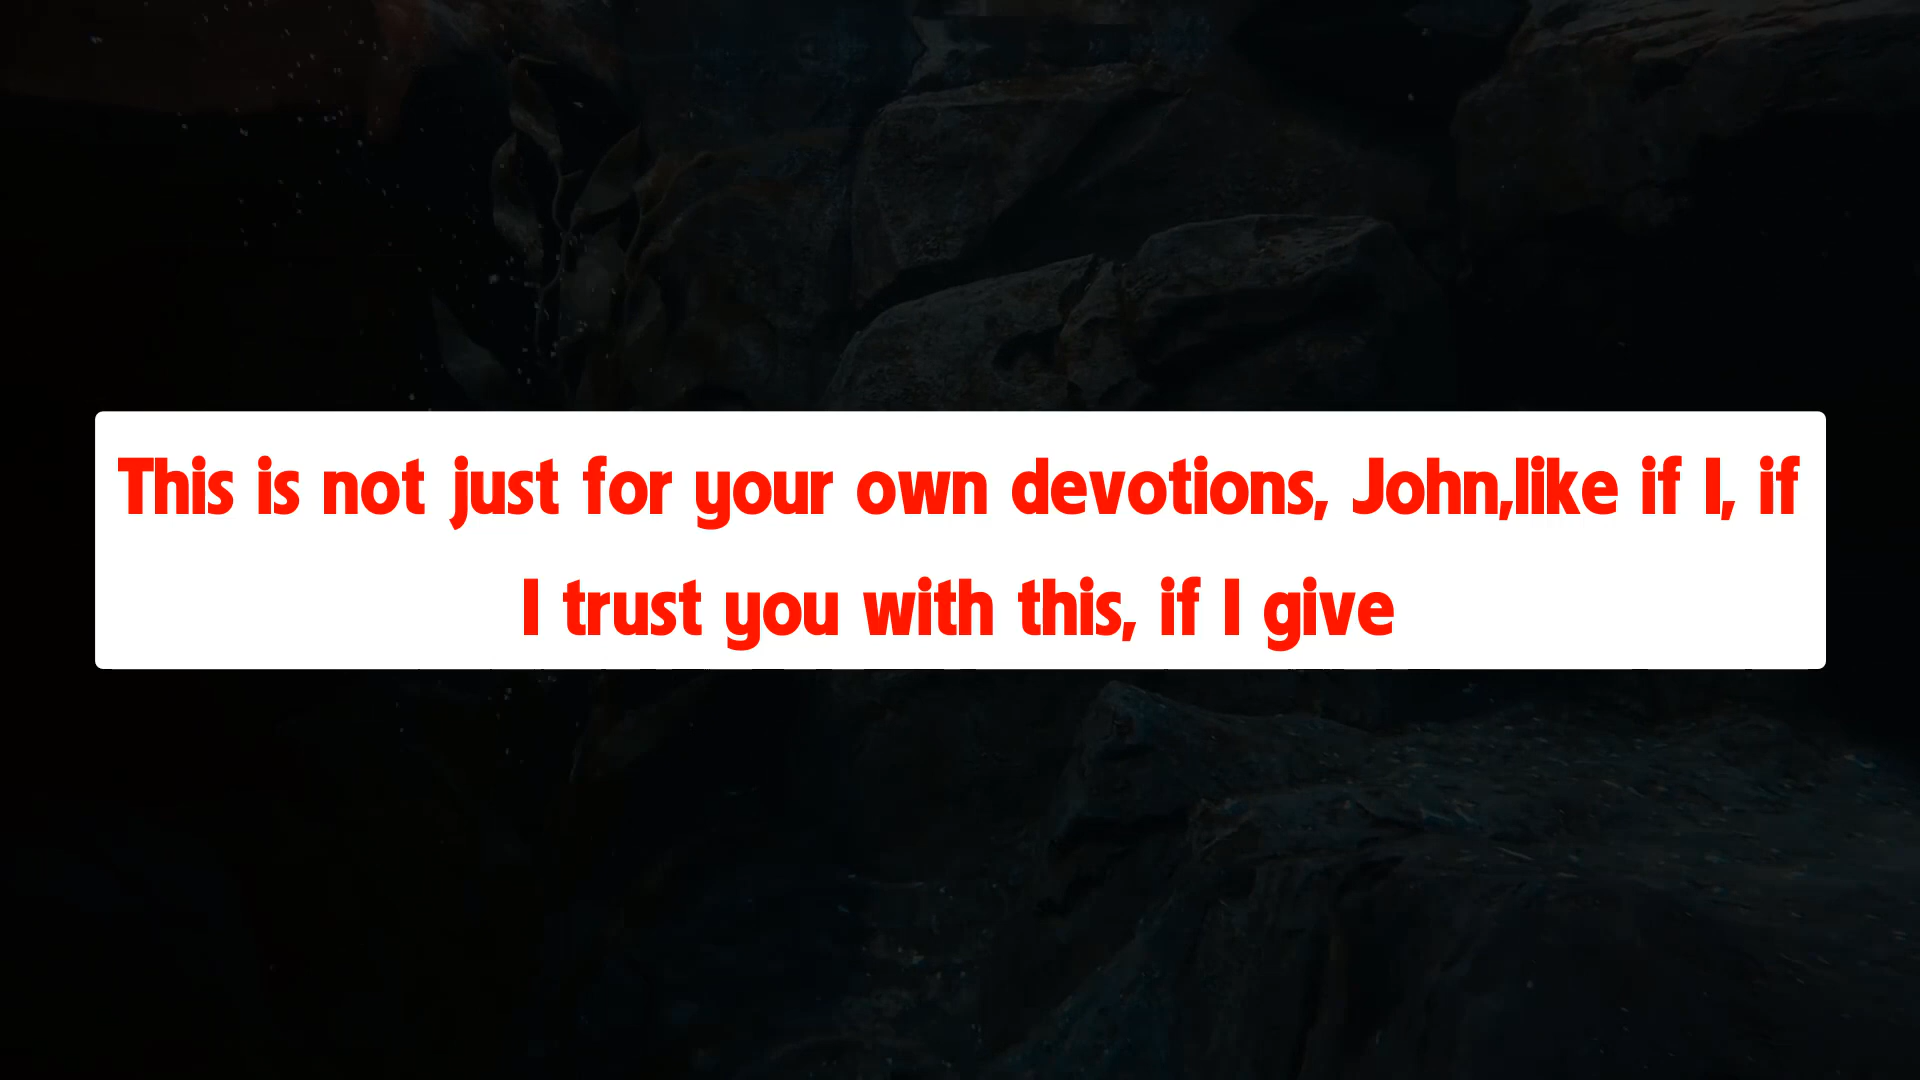 This is not just for your own devotions, John,like if I, if
I trust you with this, if I give